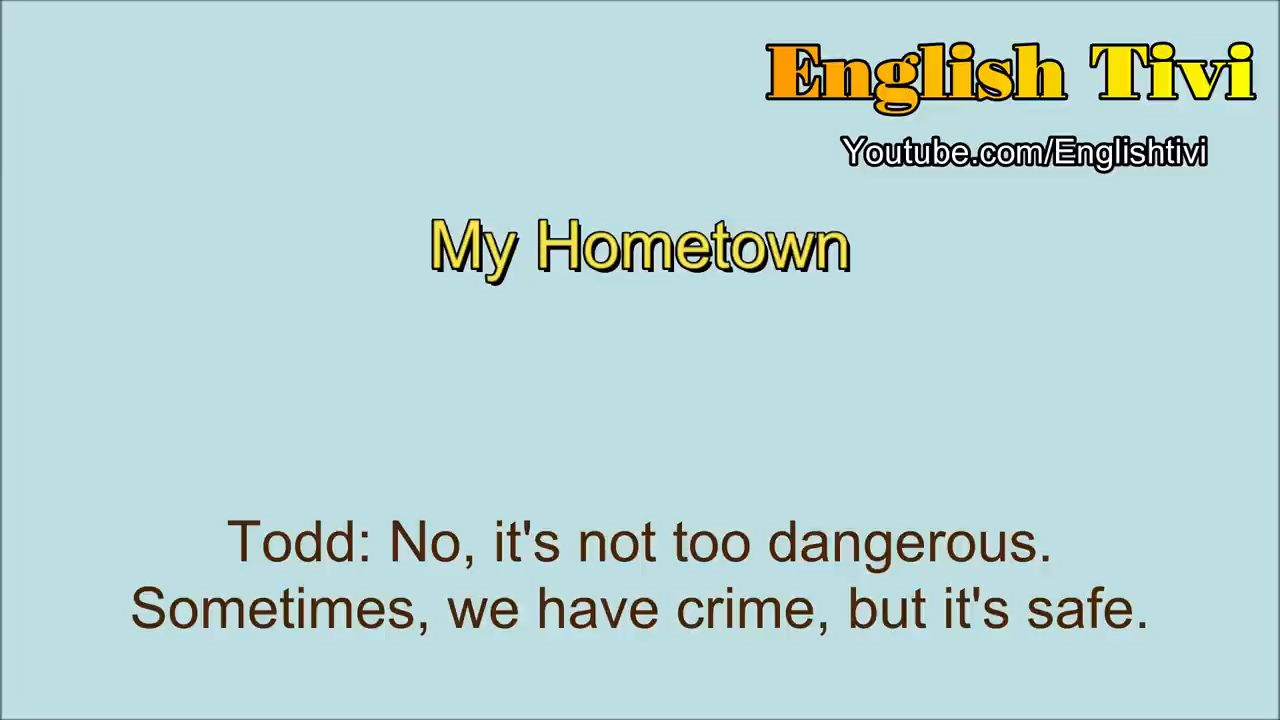 English Tivi
Youtube.com/Englishtivi
My Hometown
Todd: No, it's not too dangerous.
Sometimes, we have crime, but it's safe.